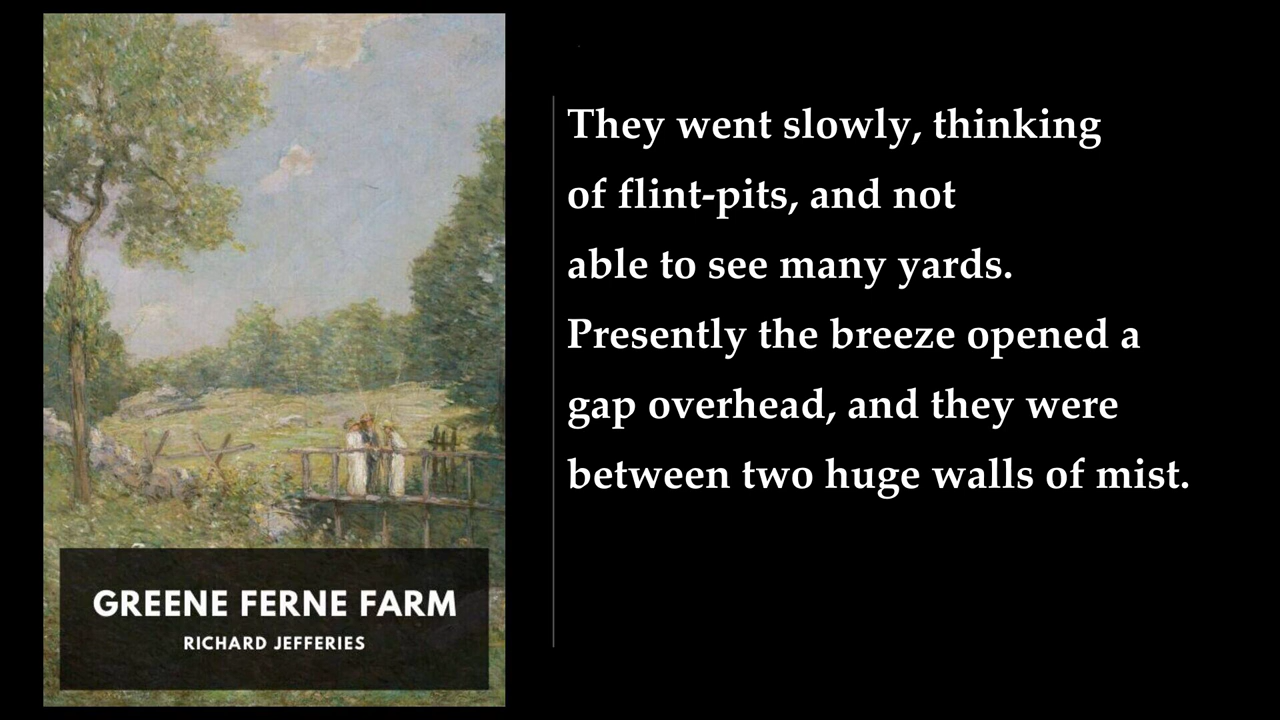 They went slowly, thinking
of flint-pits, and not
able to see many yards.
Presently the breeze opened a
gap overhead, and they were
between two huge walls of mist.
GREENE FERNE FARM
RICHARD JEFFERIES